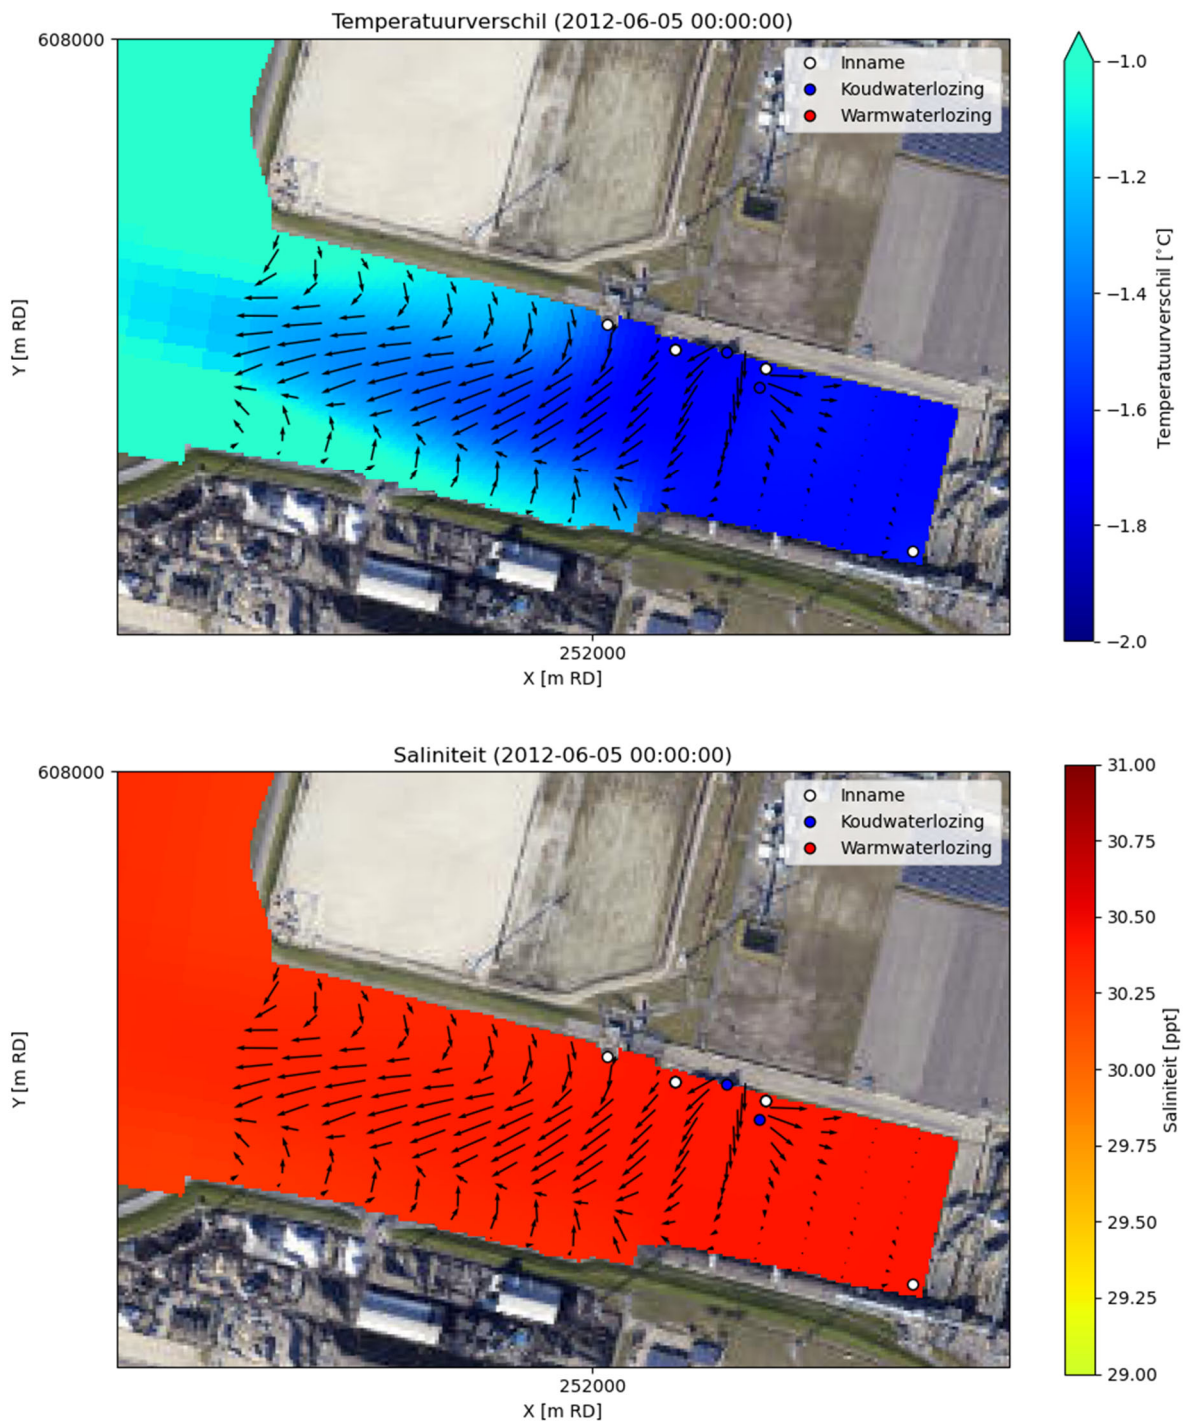 Temperatuurverschil (2012-06-05 00:00:00)
608000
Inname
Koudwaterlozing
Warmwaterlozing
Y [m RD]
252000
X [m RD]
−1.0
−1.2
−1.4
−1.6
−1.8
−2.0
Temperatuurverschil [°C]
Saliniteit (2012-06-05 00:00:00)
608000
Inname
Koudwaterlozing
Warmwaterlozing
Y [m RD]
252000
X [m RD]
31.00
30.75
30.50
30.25
30.00
29.75
29.50
29.25
29.00
Saliniteit [ppt]